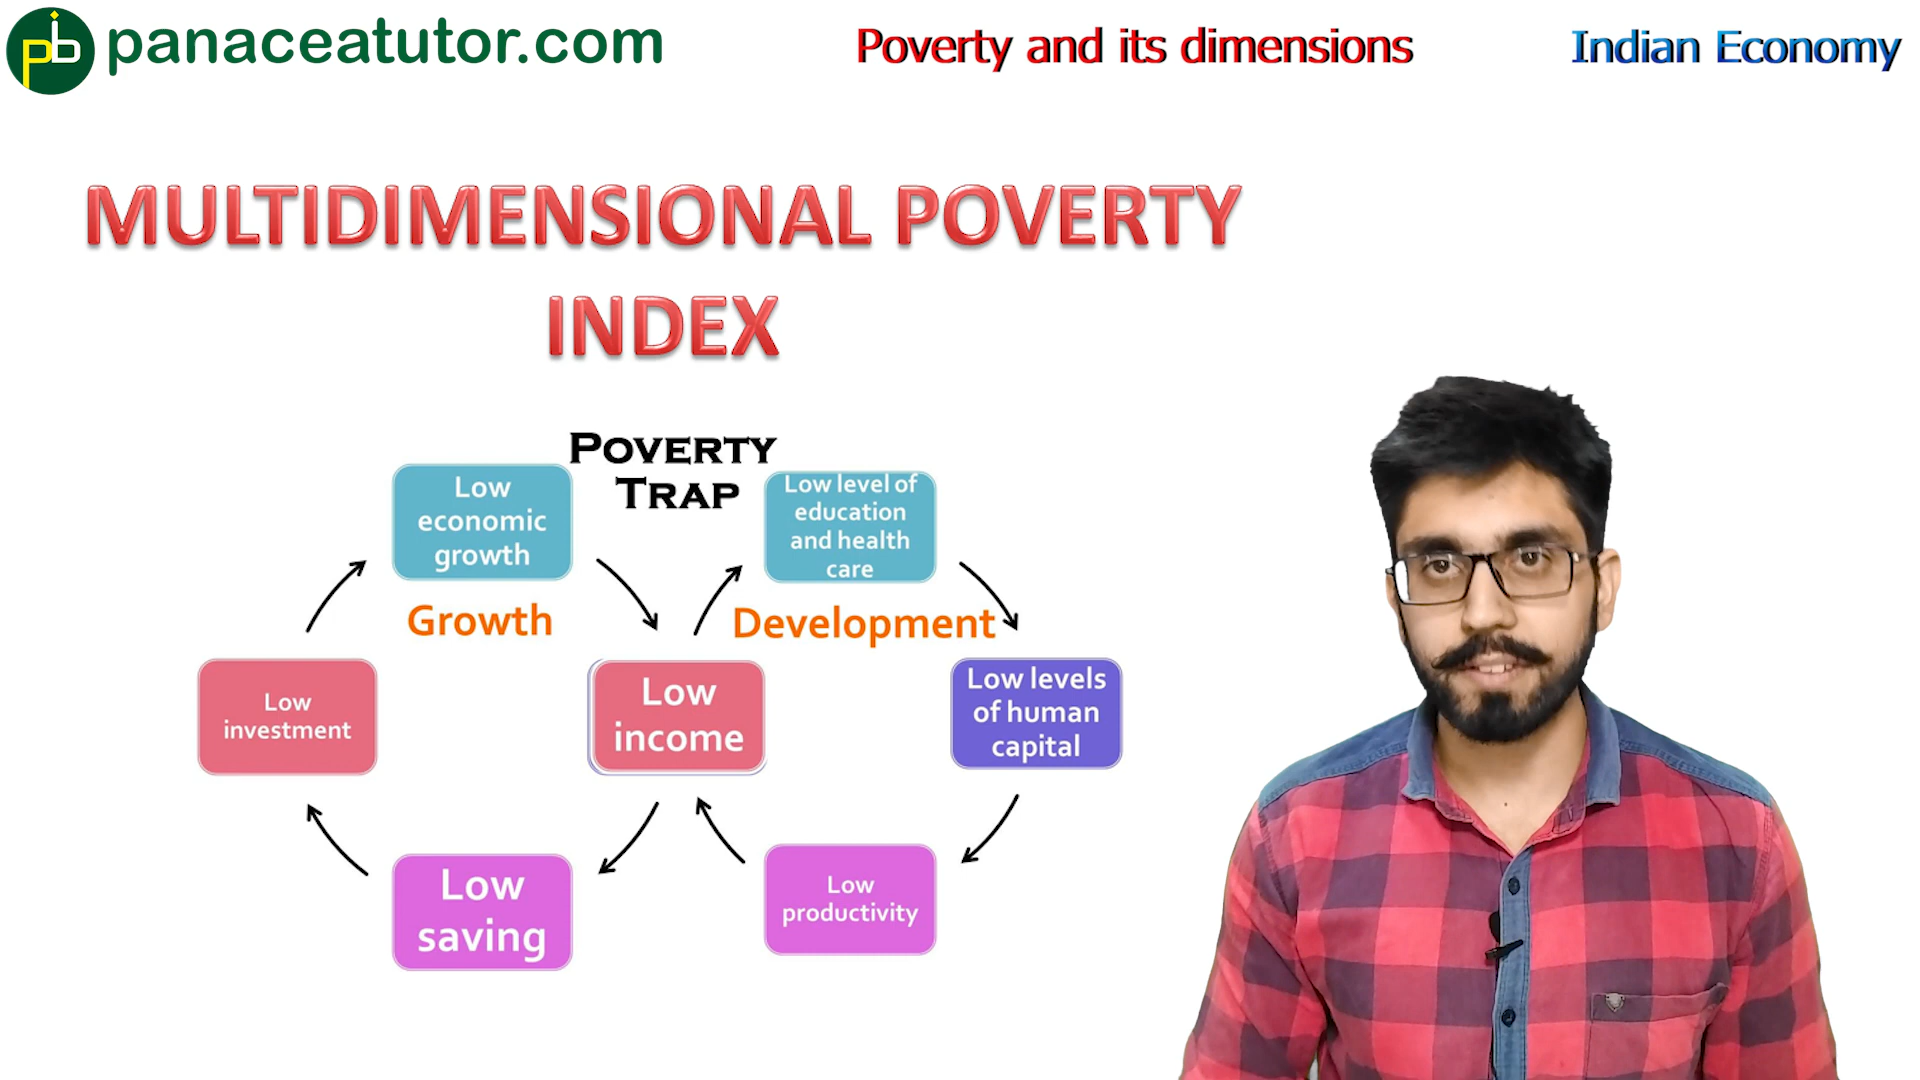 pb panaceatutor.com
Poverty and its dimensions
Indian Economy
MULTIDIMENSIONAL POVERTY
INDEX
POVERTY
TRAP
Low
economic
growth
Low level of
education
and health
care
Growth
Development
Low
investment
Low
income
Low levels
of human
capital
Low
saving
Low
productivity